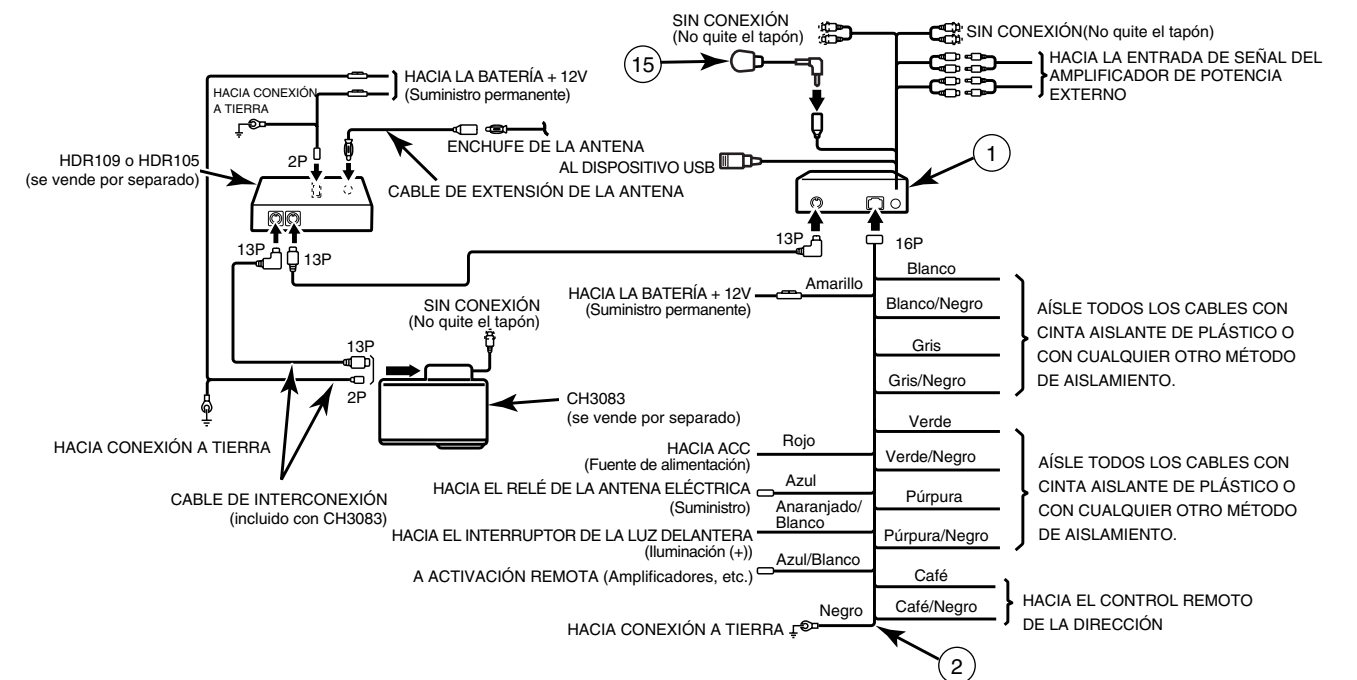 SIN CONEXIÓN
(No quite el tapón)
SIN CONEXIÓN(No quite el tapón)
15
HACIA LA ENTRADA DE SEÑAL DEL
AMPLIFICADOR DE POTENCIA
EXTERNO
HACIA LA BATERÍA + 12V
(Suministro permanente)
HACIA CONEXIÓN
A TIERRA
ENCHUFE DE LA ANTENA
AL DISPOSITIVO USB
1
HDR109 o HDR105
(se vende por separado)
2P
CABLE DE EXTENSIÓN DE LA ANTENA
13P
13P
13P
16P
HACIA LA BATERÍA + 12V
(Suministro permanente)
Amarillo
Blanco
Blanco/Negro
Gris
Gris/Negro
AÍSLE TODOS LOS CABLES CON
CINTA AISLANTE DE PLÁSTICO O
CON CUALQUIER OTRO MÉTODO
DE AISLAMIENTO.
SIN CONEXIÓN
(No quite el tapón)
13P
2P
CH3083
(se vende por separado)
HACIA CONEXIÓN A TIERRA
CABLE DE INTERCONEXIÓN
(incluido con CH3083)
HACIA ACC
(Fuente de alimentación)
Rojo
HACIA EL RELÉ DE LA ANTENA ELÉCTRICA
(Suministro)
Azul
HACIA EL INTERRUPTOR DE LA LUZ DELANTERA
(Iluminación (+))
Anaranjado/
Blanco
A ACTIVACIÓN REMOTA (Amplificadores, etc.)
Azul/Blanco
HACIA CONEXIÓN A TIERRA
Negro
Verde
Verde/Negro
Púrpura
Púrpura/Negro
AÍSLE TODOS LOS CABLES CON
CINTA AISLANTE DE PLÁSTICO O
CON CUALQUIER OTRO MÉTODO
DE AISLAMIENTO.
Café
Café/Negro
HACIA EL CONTROL REMOTO
DE LA DIRECCIÓN
2